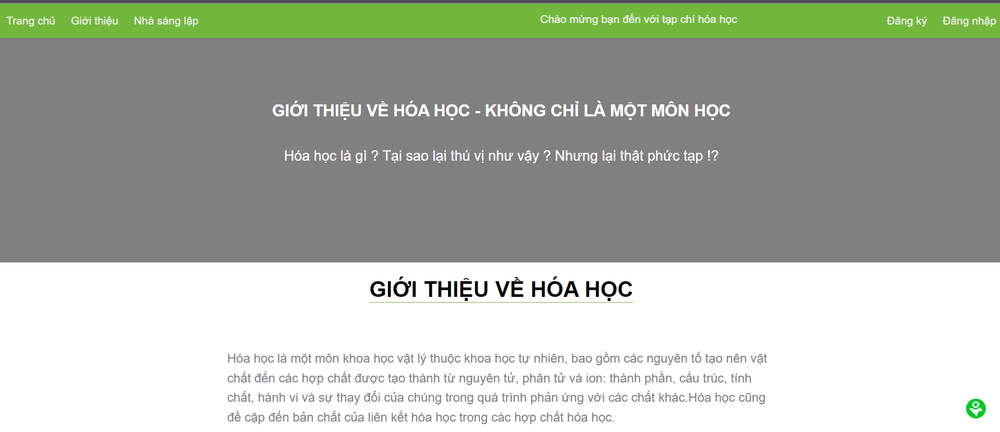 Trang chủ Giới thiệu Nhà sáng lập Chào mừng bạn đến với tạp chí hóa học Đăng ký Đăng nhập
GIỚI THIỆU VỀ HÓA HỌC - KHÔNG CHỈ LÀ MỘT MÔN HỌC
Hóa học là gì ? Tại sao lại thú vị như vậy ? Nhưng lại thật phức tạp !?
GIỚI THIỆU VỀ HÓA HỌC
Hóa học là một môn khoa học vật lý thuộc khoa học tự nhiên, bao gồm các nguyên tố tạo nên vật
chất đến các hợp chất được tạo thành từ nguyên tử, phân tử và ion: thành phần, cấu trúc, tính
chất, hành vi và sự thay đổi của chúng trong quá trình phản ứng với các chất khác.Hóa học cũng
đề cập đến bản chất của liên kết hóa học trong các hợp chất hóa học.